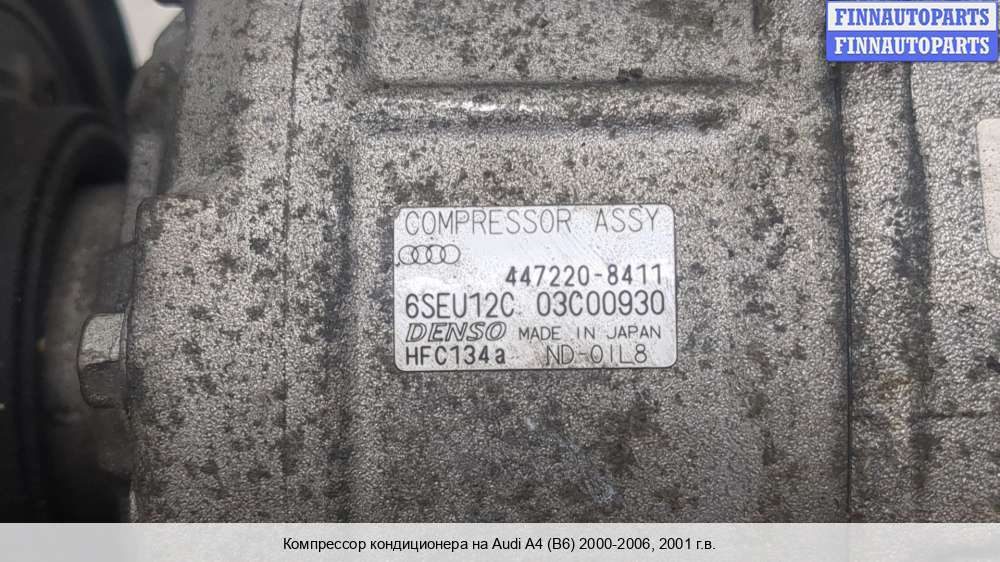 FINNAUTOPARTS
FINNAUTOPARTS
COMPRESSOR ASSY
447220-8411
6SEU12C 03C00930
DENSO MADE IN JAPAN
HFC134a ND-OIL8
Компрессор кондиционера на Audi A4 (B6) 2000-2006, 2001 г.в.